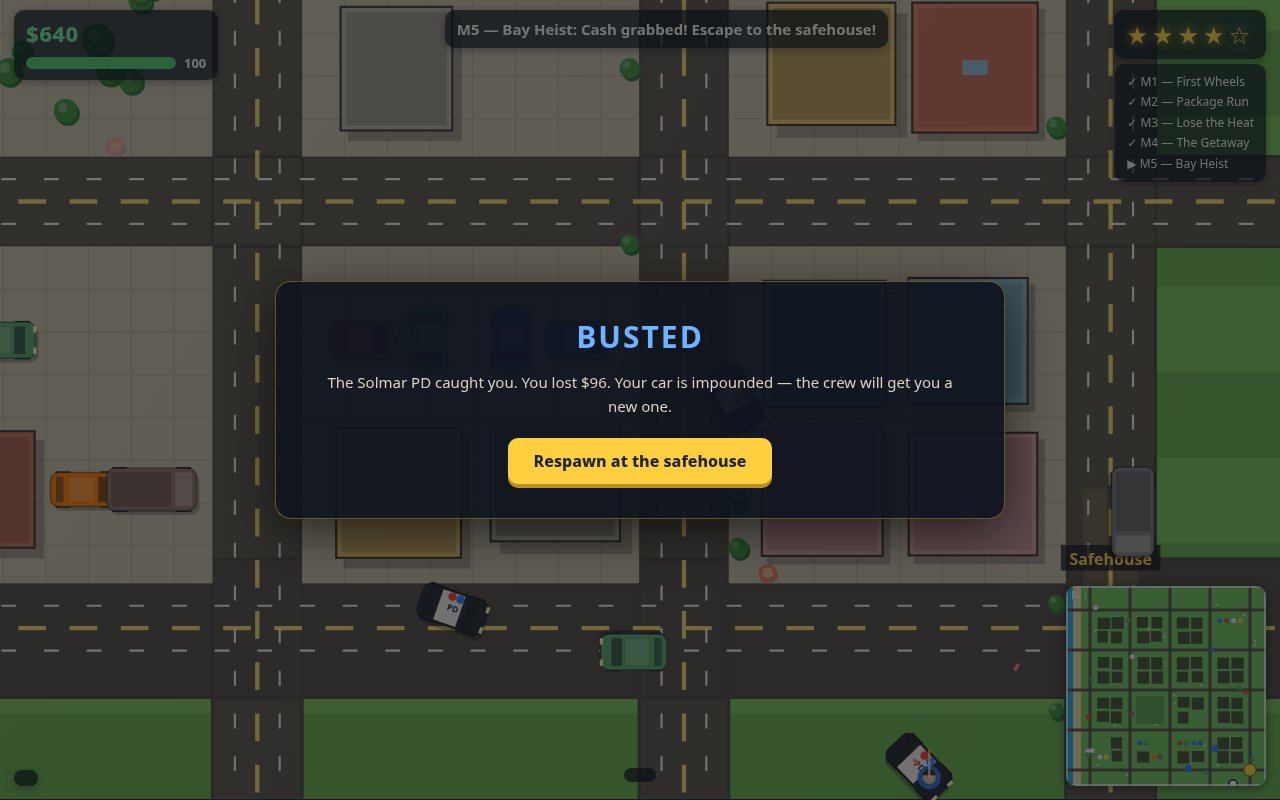 $640
100
M5 — Bay Heist: Cash grabbed! Escape to the safehouse!
★★★★☆
✓ M1 — First Wheels
✓ M2 — Package Run
✓ M3 — Lose the Heat
✓ M4 — The Getaway
▶ M5 — Bay Heist
BUSTED
The Solmar PD caught you. You lost $96. Your car is impounded — the crew will get you a
new one.
Respawn at the safehouse
Safehouse
PD